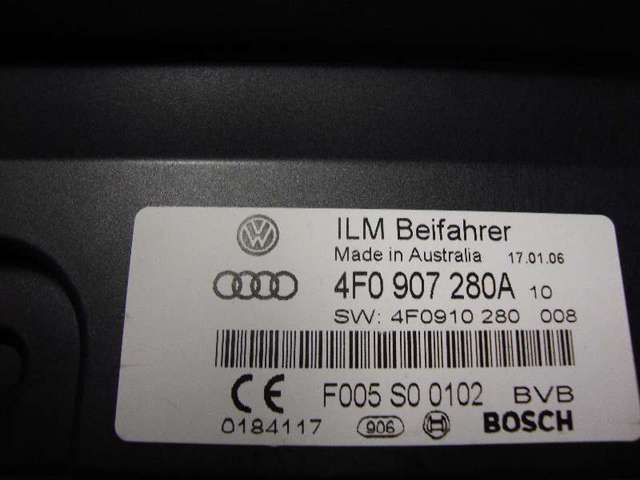 ILM Beifahrer
Made in Australia 17.01.06
4F0 907 280A 10
SW: 4F0910 280 008
CE F005 S0 0102 BVB
0184117 906 BOSCH